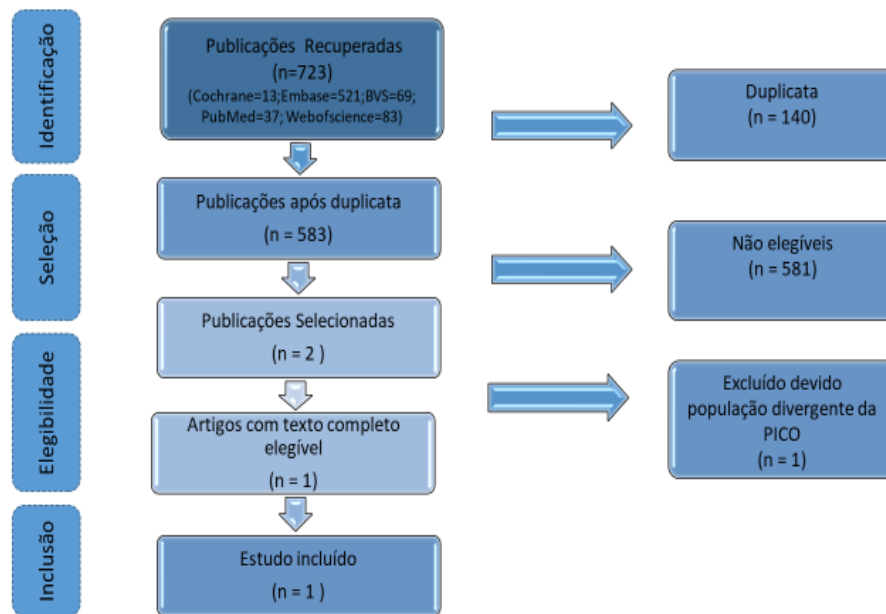 Identificação
Publicações Recuperadas
(n=723)
(Cochrane=13;Embase=521;BVS=69;
PubMed=37; Webofscience=83)
Duplicata
(n = 140)
Seleção
Publicações após duplicata
(n = 583)
Não elegíveis
(n = 581)
Publicações Selecionadas
(n = 2 )
Elegibilidade
Artigos com texto completo
elegível
(n = 1)
Excluído devido
população divergente da
PICO
(n = 1)
Inclusão
Estudo incluído
(n = 1 )